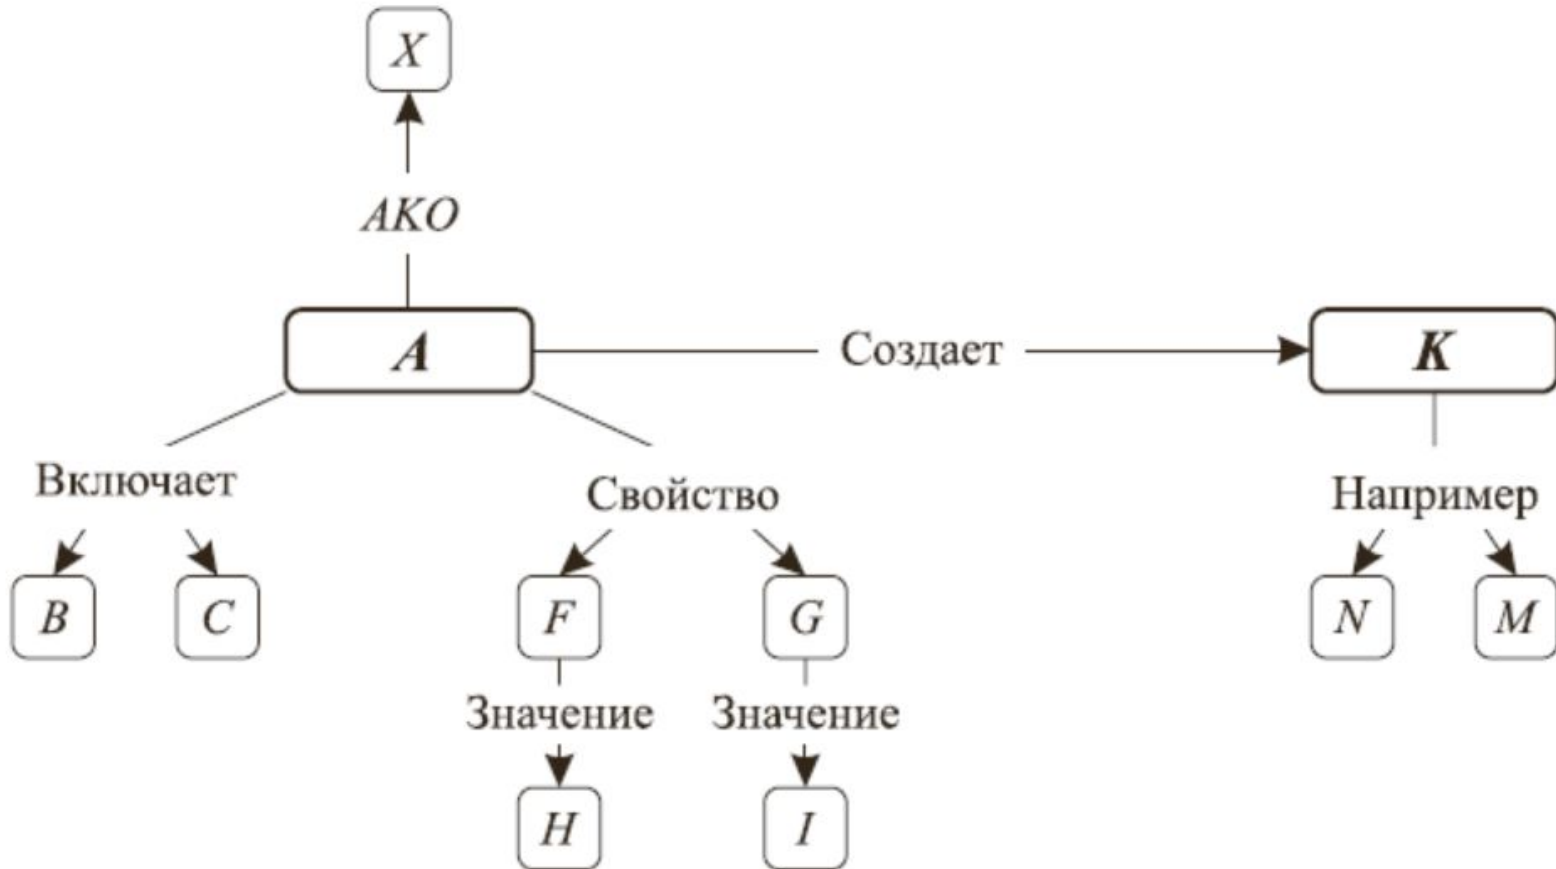 X
AKO
A
Создает
K
Включает
Свойство
Например
B
C
F
G
N
M
Значение
Значение
H
I